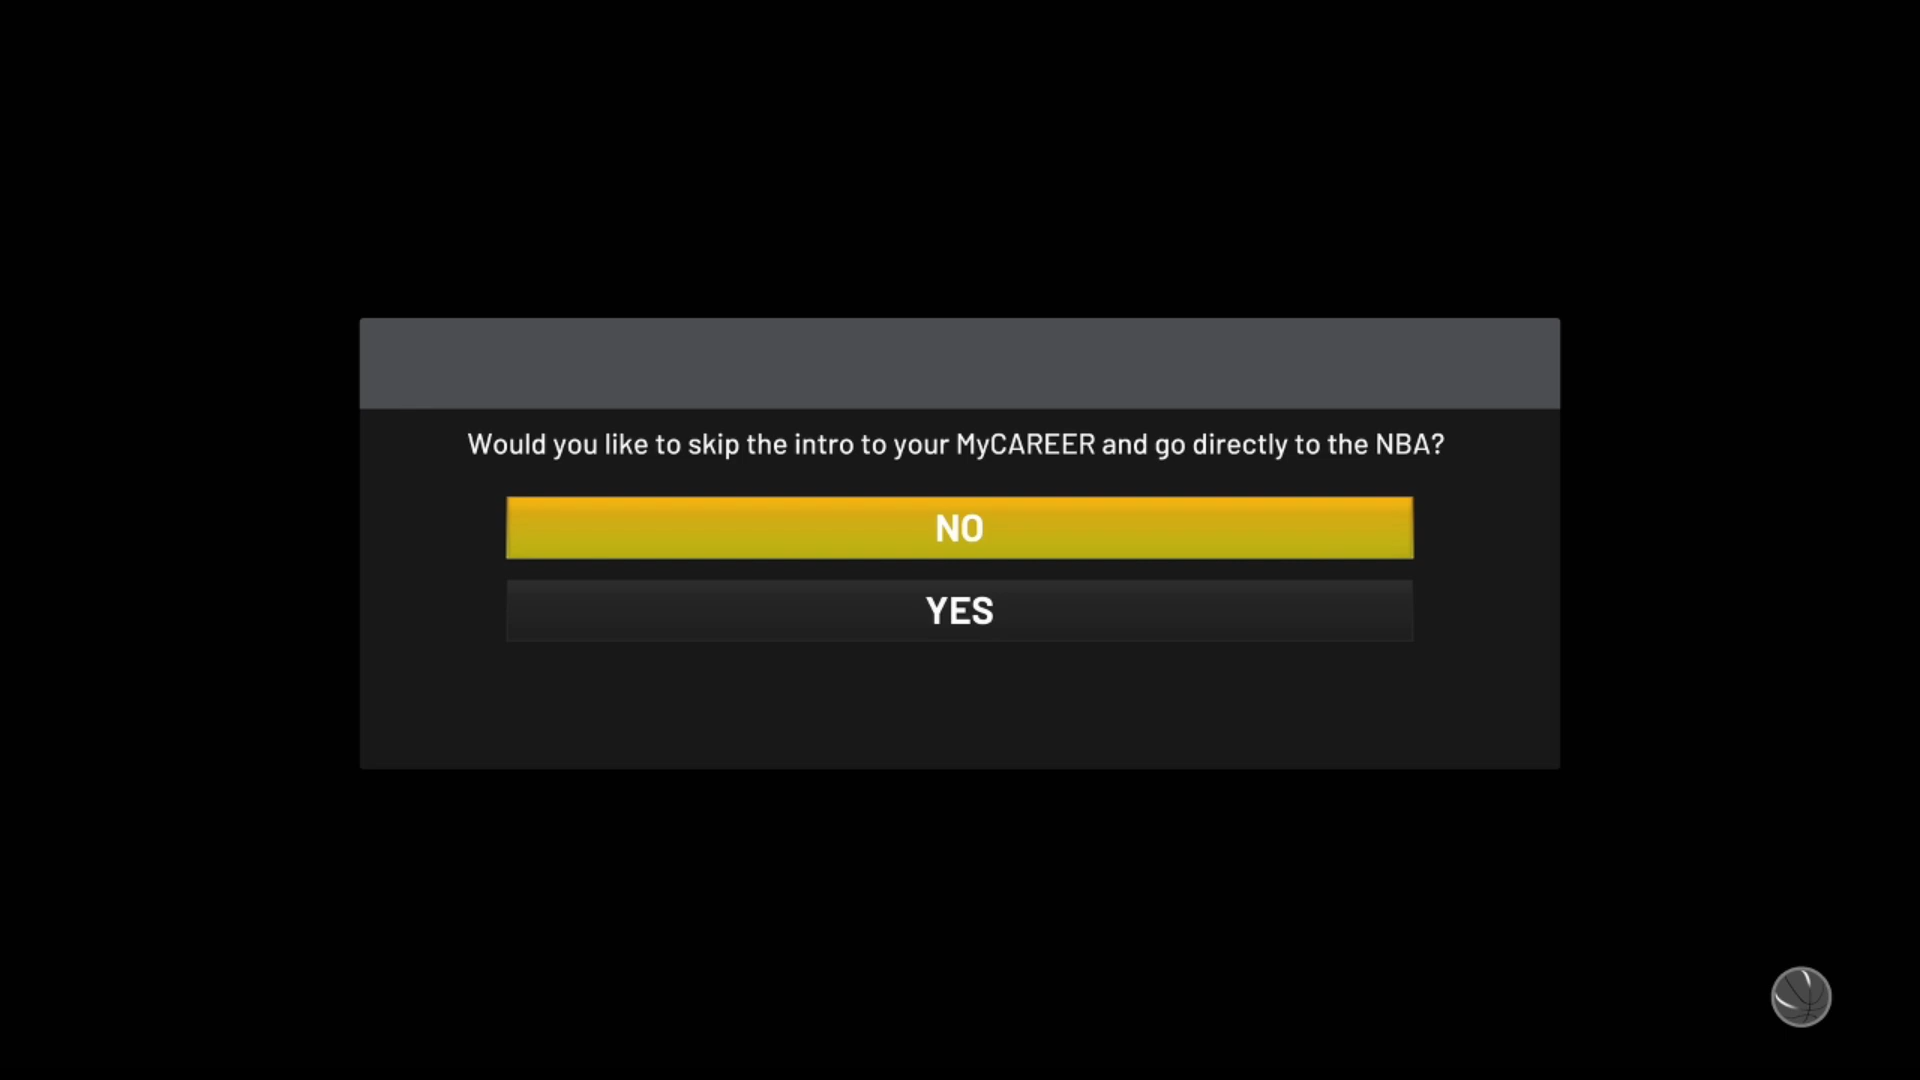 Would you like to skip the intro to your MyCAREER and go directly to the NBA?
NO
YES